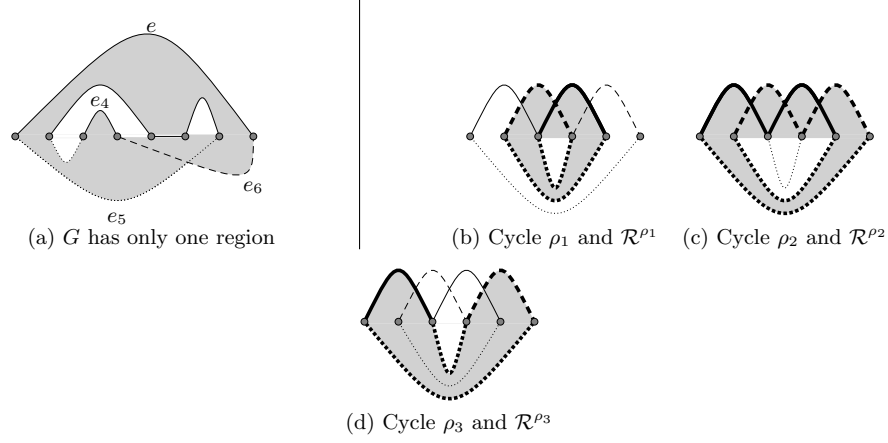 e
e₄
e₆
e₅
(a) G has only one region
(b) Cycle ρ₁ and ℛ^ρ₁
(c) Cycle ρ₂ and ℛ^ρ₂
(d) Cycle ρ₃ and ℛ^ρ₃